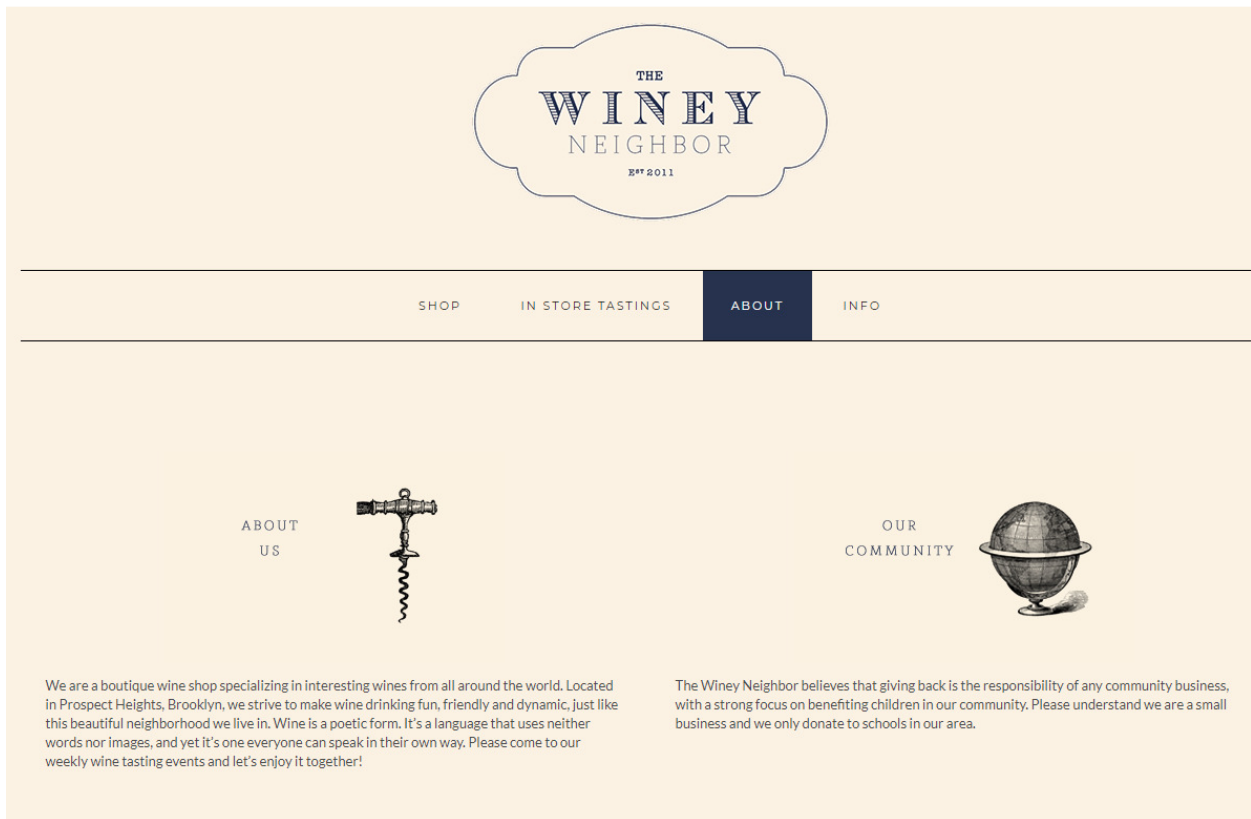 THE
WINEY
NEIGHBOR
EST 2011
SHOP
IN STORE TASTINGS
ABOUT
INFO
ABOUT
US
We are a boutique wine shop specializing in interesting wines from all around the world. Located
in Prospect Heights, Brooklyn, we strive to make wine drinking fun, friendly and dynamic, just like
this beautiful neighborhood we live in. Wine is a poetic form. It's a language that uses neither
words nor images, and yet it's one everyone can speak in their own way. Please come to our
weekly wine tasting events and let's enjoy it together!
OUR
COMMUNITY
The Winey Neighbor believes that giving back is the responsibility of any community business,
with a strong focus on benefiting children in our community. Please understand we are a small
business and we only donate to schools in our area.